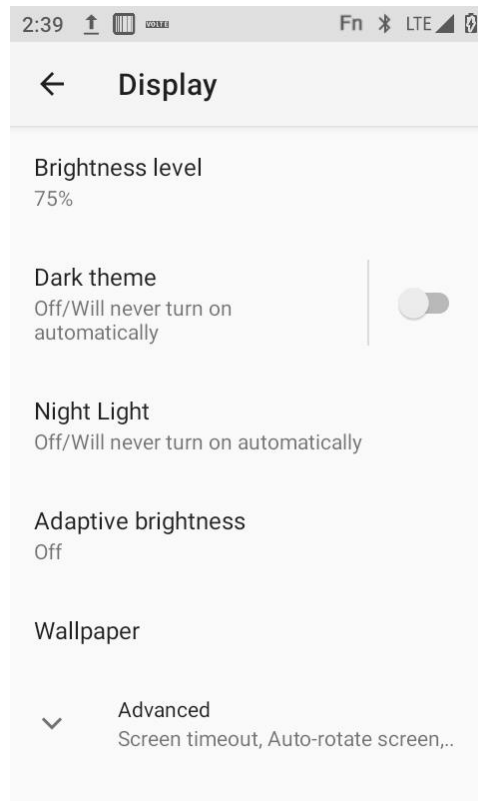 2:39 VOLTE Fn LTE
Display
Brightness level
75%
Dark theme
Off/Will never turn on
automatically
Night Light
Off/Will never turn on automatically
Adaptive brightness
Off
Wallpaper
Advanced
Screen timeout, Auto-rotate screen,..